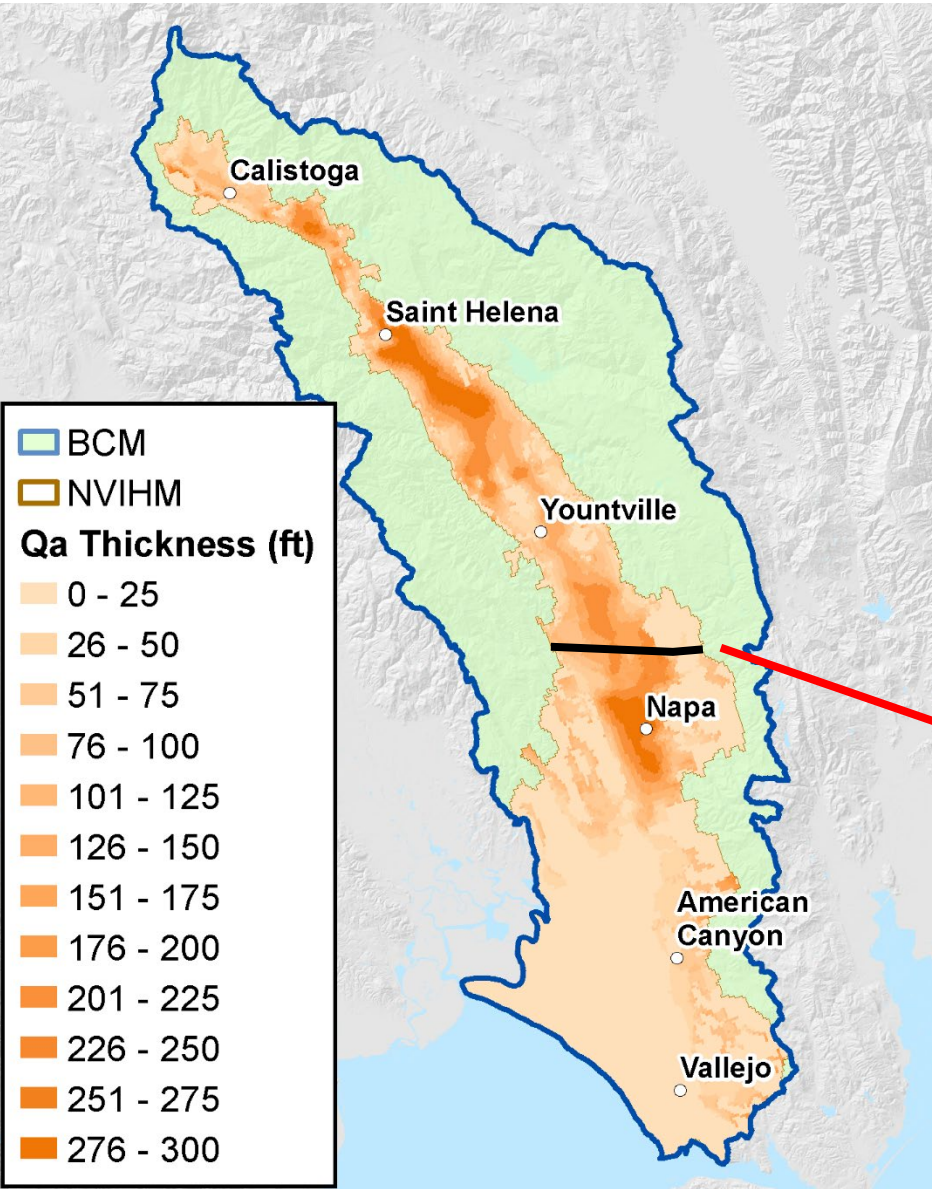 Calistoga
Saint Helena
BCM
NVIHM
Qa Thickness (ft)
0 - 25
26 - 50
51 - 75
76 - 100
101 - 125
126 - 150
151 - 175
176 - 200
201 - 225
226 - 250
251 - 275
276 - 300
Yountville
Napa
American
Canyon
Vallejo